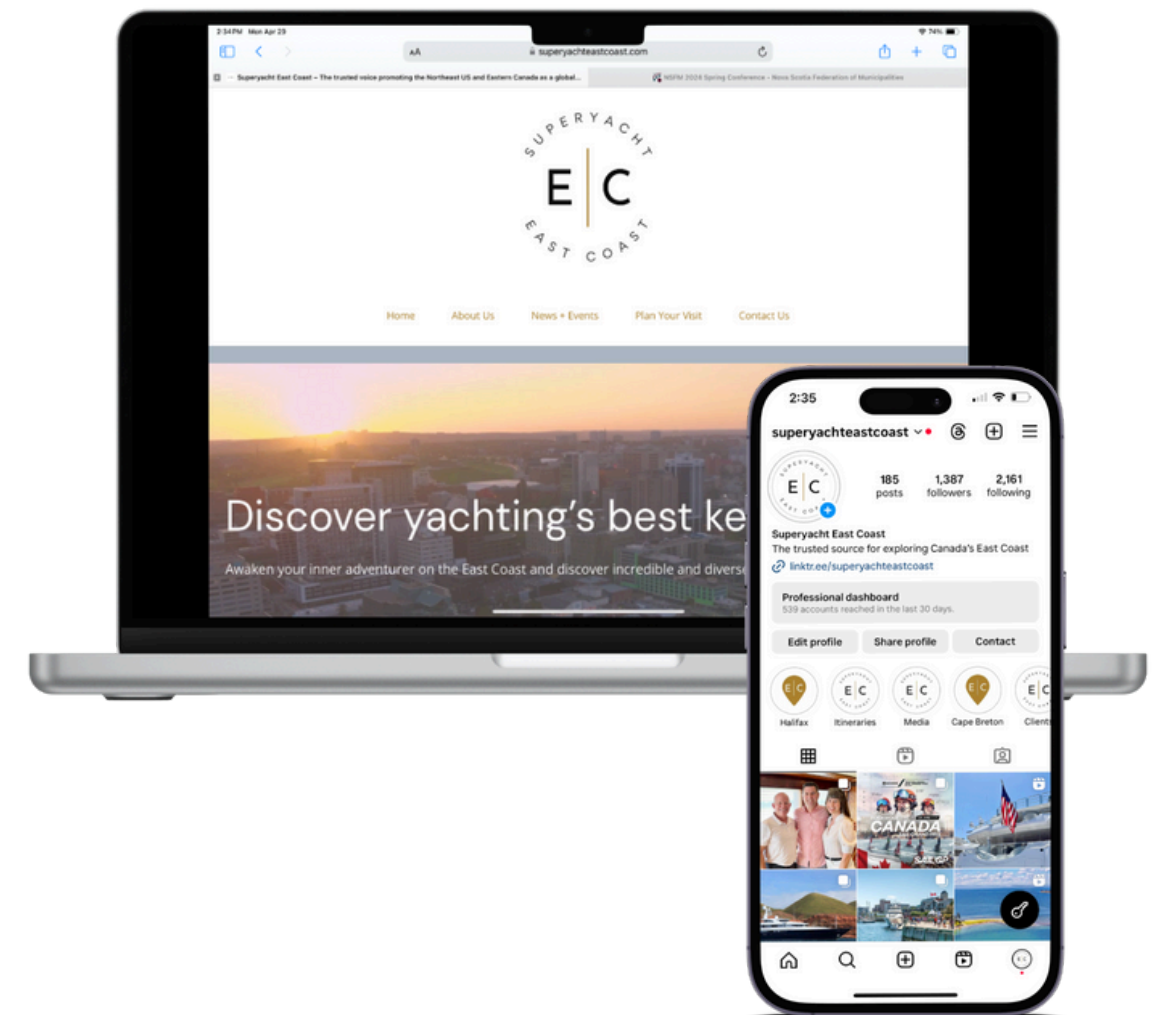 2:34 PM Mon Apr 29
74%
AA
superyachteastcoast.com
Superyacht East Coast – The trusted voice promoting the Northeast US and Eastern Canada as a global...
NSFM 2024 Spring Conference - Nova Scotia Federation of Municipalities
SUPERYACHT
E C
EAST COAST
Home About Us News + Events Plan Your Visit Contact Us
Discover yachting's best ke
Awaken your inner adventurer on the East Coast and discover incredible and diverse
2:35
superyachteastcoast
SUPERYACHT
E C
EAST CO
185 1,387 2,161
posts followers following
Superyacht East Coast
The trusted source for exploring Canada's East Coast
linktr.ee/superyachteastcoast
Professional dashboard
539 accounts reached in the last 30 days.
Edit profile Share profile Contact
E C E C E C E C E C
Halifax Itineraries Media Cape Breton Clients
CANADA
SAILGP